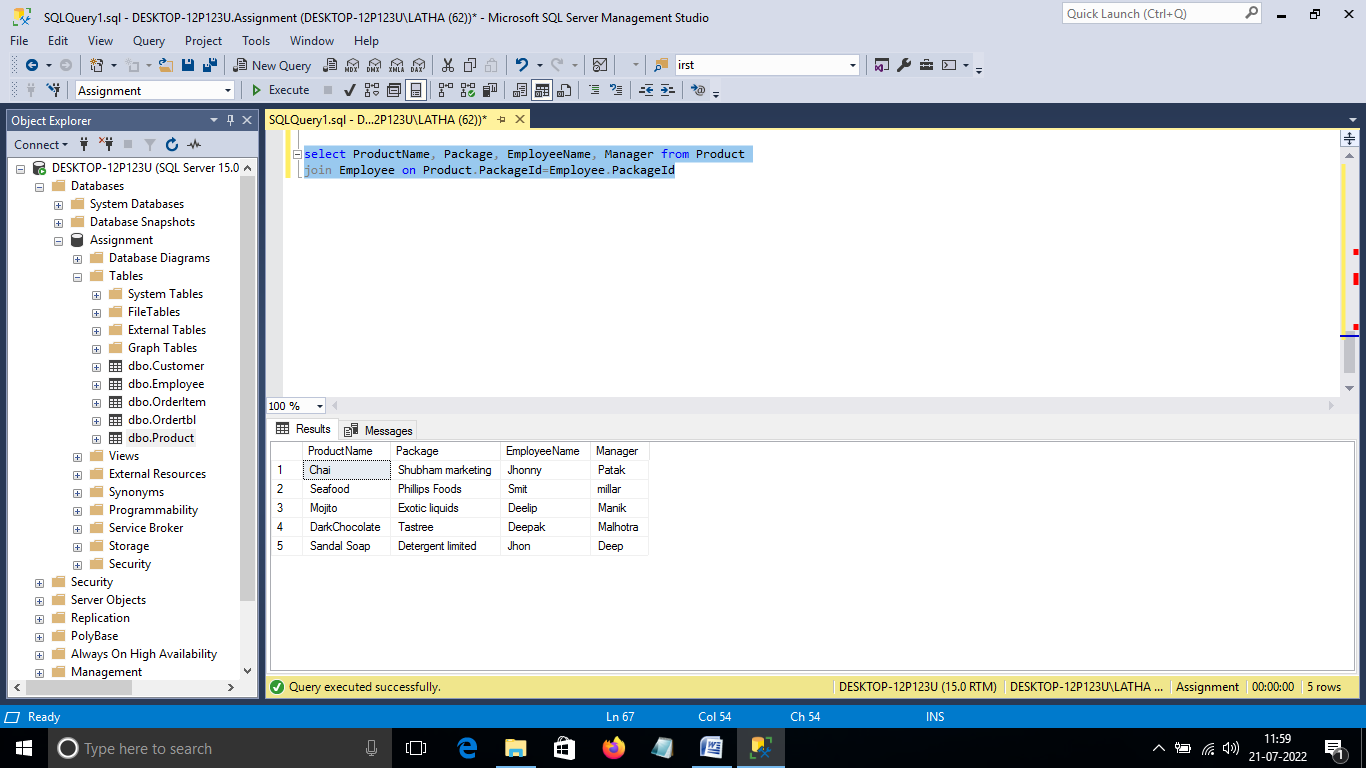 SQLQuery1.sql - DESKTOP-12P123U.Assignment (DESKTOP-12P123U\LATHA (62))* - Microsoft SQL Server Management Studio
Quick Launch (Ctrl+Q)
File Edit View Query Project Tools Window Help
New Query MDX DMX XMLA DAX irst
Assignment Execute
Object Explorer
Connect
DESKTOP-12P123U (SQL Server 15.0
Databases
System Databases
Database Snapshots
Assignment
Database Diagrams
Tables
System Tables
FileTables
External Tables
Graph Tables
dbo.Customer
dbo.Employee
dbo.OrderItem
dbo.Ordertbl
dbo.Product
Views
External Resources
Synonyms
Programmability
Service Broker
Storage
Security
Security
Server Objects
Replication
PolyBase
Always On High Availability
Management
SQLQuery1.sql - D...2P123U\LATHA (62))*
select ProductName, Package, EmployeeName, Manager from Product
join Employee on Product.PackageId=Employee.PackageId
100 %
Results Messages
ProductName Package EmployeeName Manager
1 Chai Shubham marketing Jhonny Patak
2 Seafood Phillips Foods Smit millar
3 Mojito Exotic liquids Deelip Manik
4 DarkChocolate Tastree Deepak Malhotra
5 Sandal Soap Detergent limited Jhon Deep
Query executed successfully. DESKTOP-12P123U (15.0 RTM) DESKTOP-12P123U\LATHA ... Assignment 00:00:00 5 rows
Ready Ln 67 Col 54 Ch 54 INS
Type here to search
11:59
21-07-2022
1